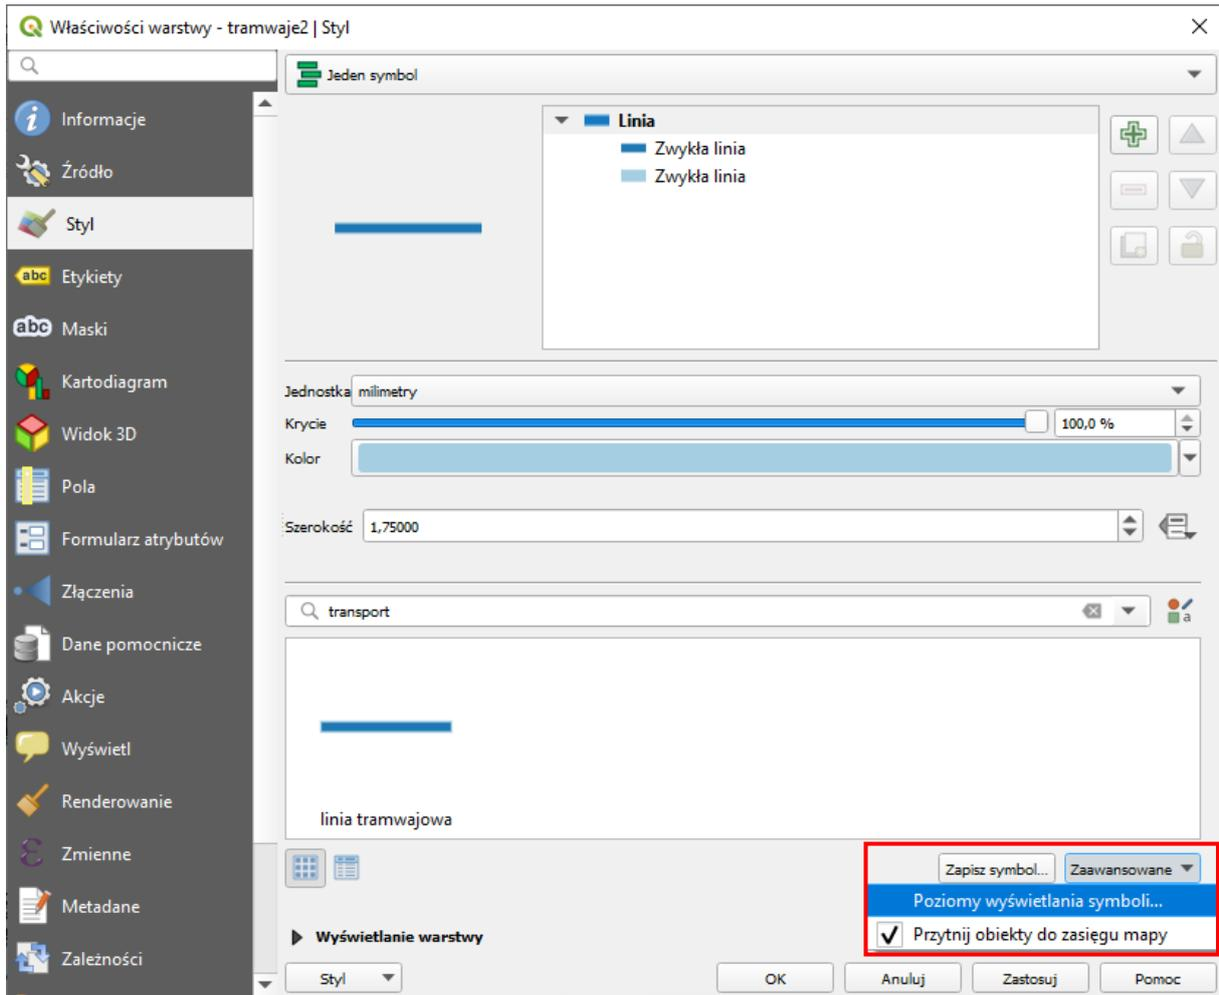 Właściwości warstwy - tramwaje2 | Styl
Jeden symbol
Informacje
Źródło
Styl
Etykiety
Maski
Kartodiagram
Widok 3D
Pola
Formularz atrybutów
Złączenia
Dane pomocnicze
Akcje
Wyświetl
Renderowanie
Zmienne
Metadane
Zależności
abc
abc
Linia
Zwykła linia
Zwykła linia
Jednostka milimetry
Krycie 100,0 %
Kolor
Szerokość 1,75000
transport
a
linia tramwajowa
Zapisz symbol... Zaawansowane
Poziomy wyświetlania symboli...
Przytnij obiekty do zasięgu mapy
Wyświetlanie warstwy
Styl OK Anuluj Zastosuj Pomoc